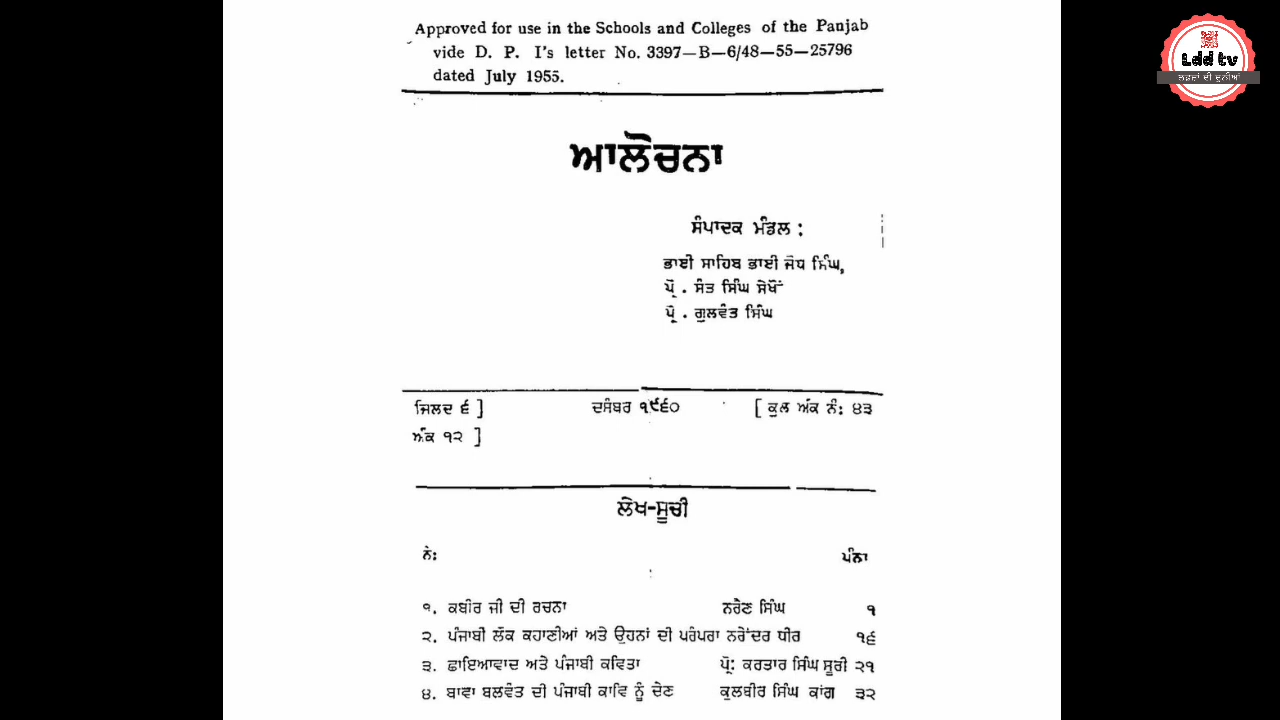 Approved for use in the Schools and Colleges of the Panjab
vide D. P. I's letter No. 3397—B—6/48—55—25796
dated July 1955.
Ldd tv
ਲਫ਼ਜ਼ਾਂ ਦੀ ਦੁਨੀਆਂ
ਆਲੋਚਨਾ
ਸੰਪਾਦਕ ਮੰਡਲ :
ਭਾਈ ਸਾਹਿਬ ਭਾਈ ਜੋਧ ਸਿੰਘ,
ਪ੍ਰੋ . ਸੰਤ ਸਿੰਘ ਸੇਖੋਂ
ਪ੍ਰੋ . ਗੁਲਵੰਤ ਸਿੰਘ
ਜਿਲਦ ੬ ] ਦਸੰਬਰ ੧੯੬੦ [ ਕੁਲ ਅੰਕ ਨੰ: ੪੩
ਅੰਕ ੧੨ ]
ਲੇਖ-ਸੂਚੀ
ਨੰ: ਪੰਨਾ
੧. ਕਬੀਰ ਜੀ ਦੀ ਰਚਨਾ ਨਰੈਣ ਸਿੰਘ ੧
੨. ਪੰਜਾਬੀ ਲੋਕ ਕਹਾਣੀਆਂ ਅਤੇ ਉਹਨਾਂ ਦੀ ਪਰੰਪਰਾ ਨਰੇਂਦਰ ਧੀਰ ੧੬
੩. ਛਾਇਆਵਾਦ ਅਤੇ ਪੰਜਾਬੀ ਕਵਿਤਾ ਪ੍ਰੋ: ਕਰਤਾਰ ਸਿੰਘ ਸੂਰੀ ੨੧
੪. ਬਾਵਾ ਬਲਵੰਤ ਦੀ ਪੰਜਾਬੀ ਕਾਵਿ ਨੂੰ ਦੇਣ ਕੁਲਬੀਰ ਸਿੰਘ ਕਾਂਗ ੩੨